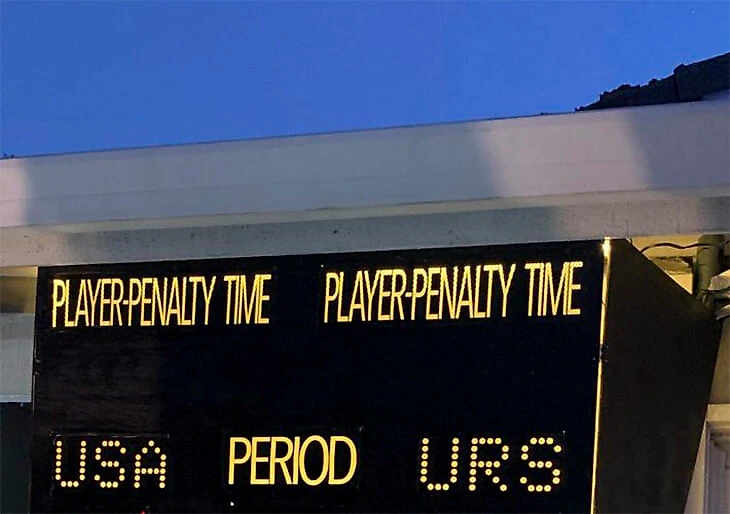 PLAYER-PENALTY TIME PLAYER-PENALTY TIME
USA PERIOD URS